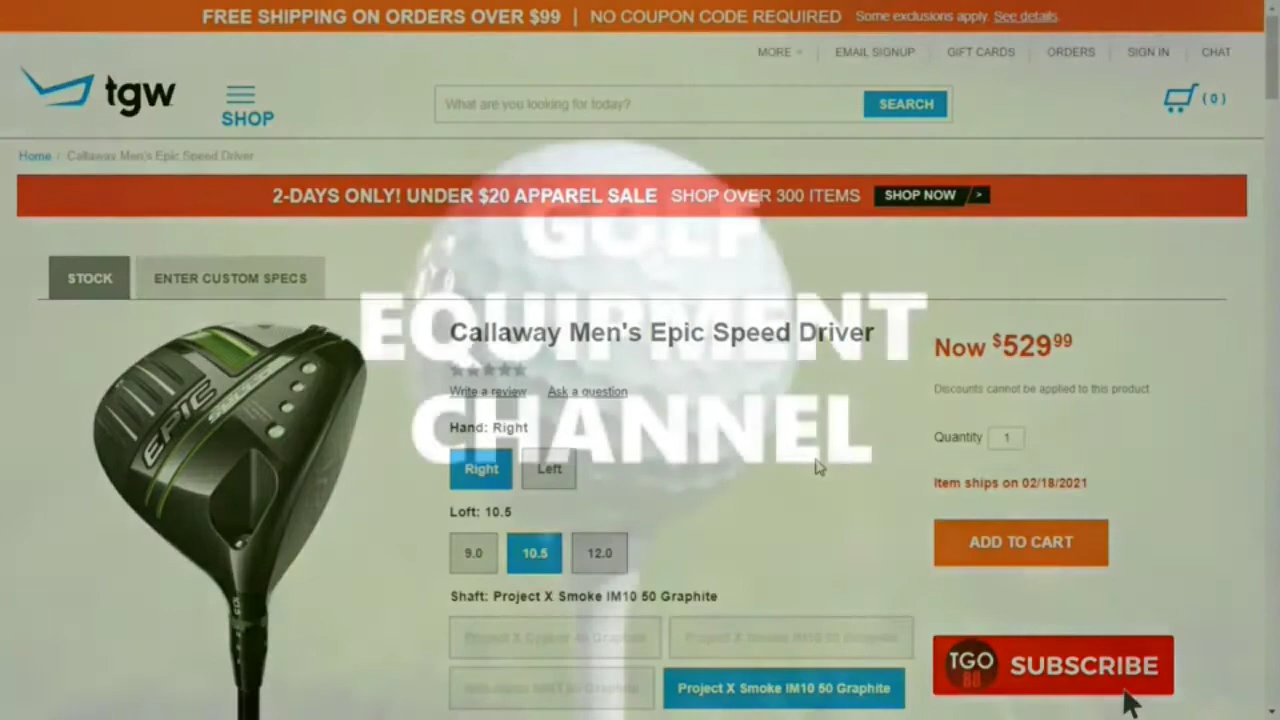 FREE SHIPPING ON ORDERS OVER $99 | NO COUPON CODE REQUIRED Some exclusions apply. See details.
MORE EMAIL SIGNUP GIFT CARDS ORDERS SIGN IN CHAT
tgw
SHOP
What are you looking for today?
SEARCH
(0)
Home / Callaway Men's Epic Speed Driver
2-DAYS ONLY! UNDER $20 APPAREL SALE SHOP OVER 300 ITEMS SHOP NOW >
GOLF
EQUIPMENT
CHANNEL
STOCK ENTER CUSTOM SPECS
EPIC
SPEED
Callaway Men's Epic Speed Driver
Write a review Ask a question
Hand: Right
Right Left
Loft: 10.5
9.0 10.5 12.0
Shaft: Project X Smoke IM10 50 Graphite
Project X Smoke IM10 50 Graphite
Now $529.99
Discounts cannot be applied to this product
Quantity 1
Item ships on 02/18/2021
ADD TO CART
TGO
88
SUBSCRIBE